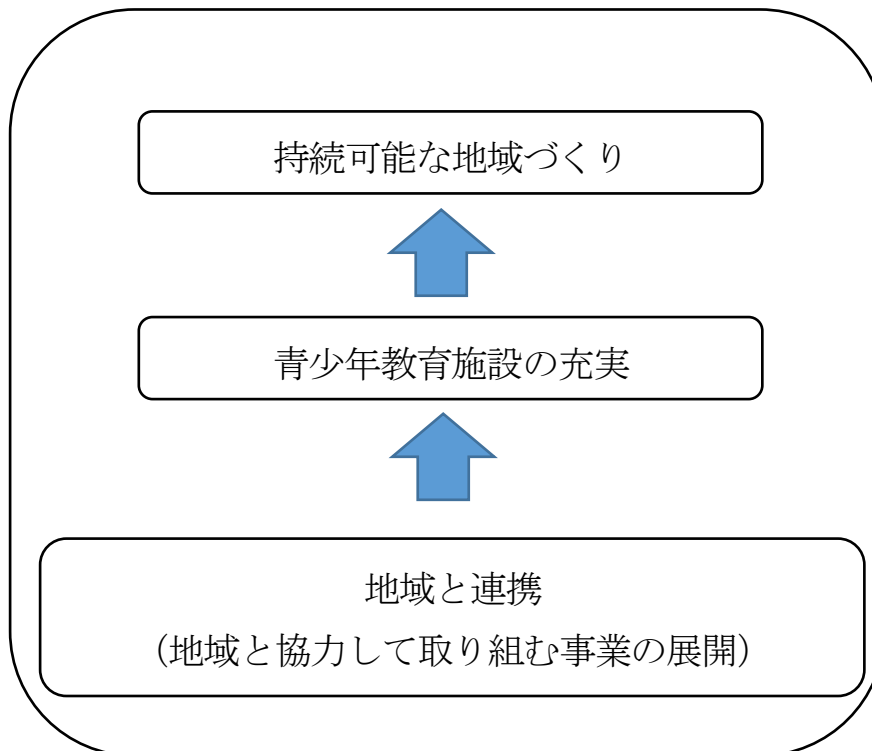 持続可能な地域づくり
青少年教育施設の充実
地域と連携
（地域と協力して取り組む事業の展開）